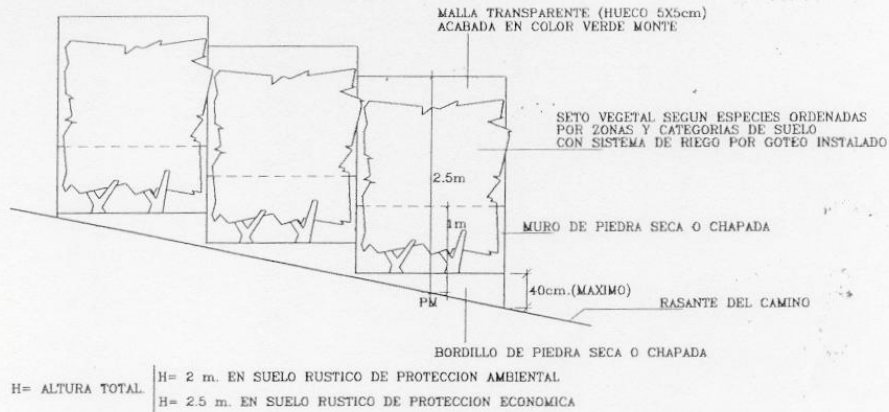 MALLA TRANSPARENTE (HUECO 5X5cm)
ACABADA EN COLOR VERDE MONTE
SETO VEGETAL SEGUN ESPECIES ORDENADAS
POR ZONAS Y CATEGORIAS DE SUELO
CON SISTEMA DE RIEGO POR GOTEO INSTALADO
2.5m
1m
MURO DE PIEDRA SECA O CHAPADA
40cm.(MAXIMO)
PM
RASANTE DEL CAMINO
BORDILLO DE PIEDRA SECA O CHAPADA
H= ALTURA TOTAL
H= 2 m. EN SUELO RUSTICO DE PROTECCION AMBIENTAL
H= 2.5 m. EN SUELO RUSTICO DE PROTECCION ECONOMICA